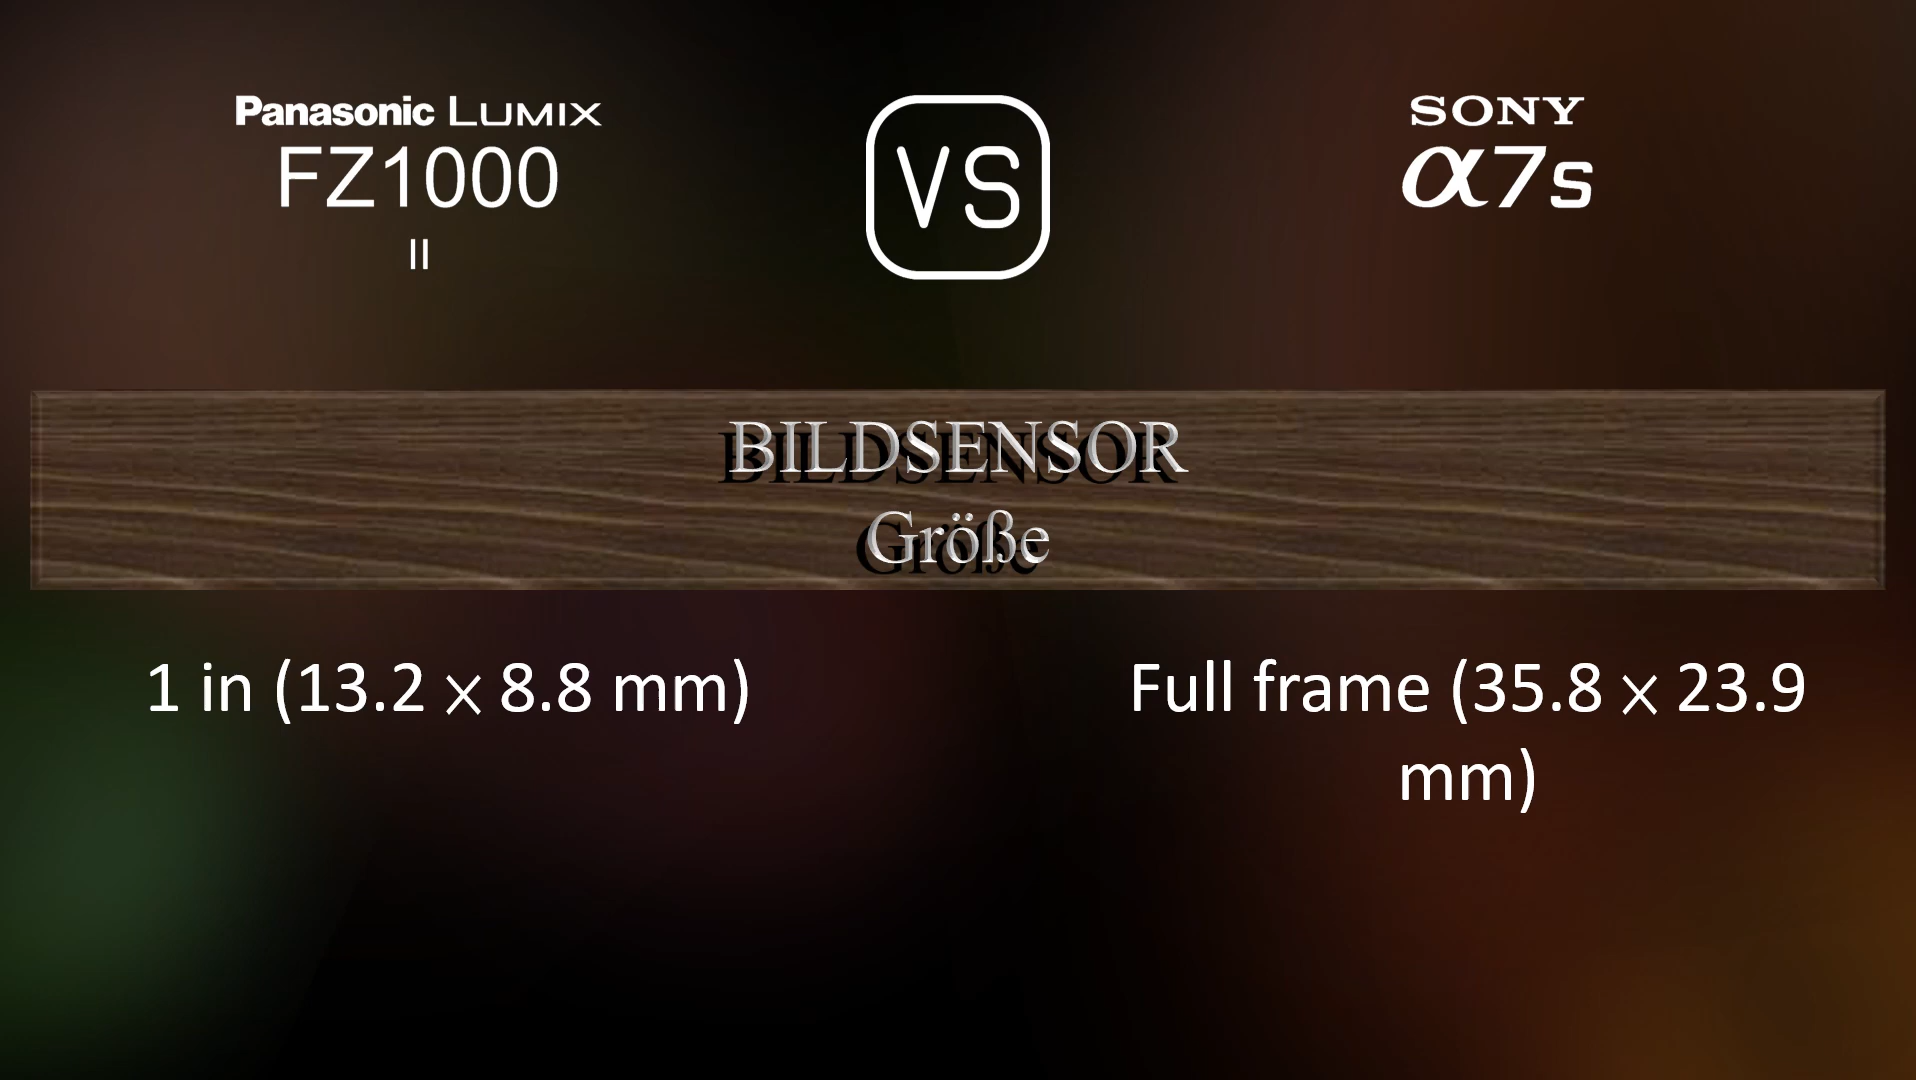 Panasonic LUMIX
FZ1000
II
VS
SONY
α7s
BILDSENSOR
Größe
1 in (13.2 x 8.8 mm)
Full frame (35.8 x 23.9
mm)